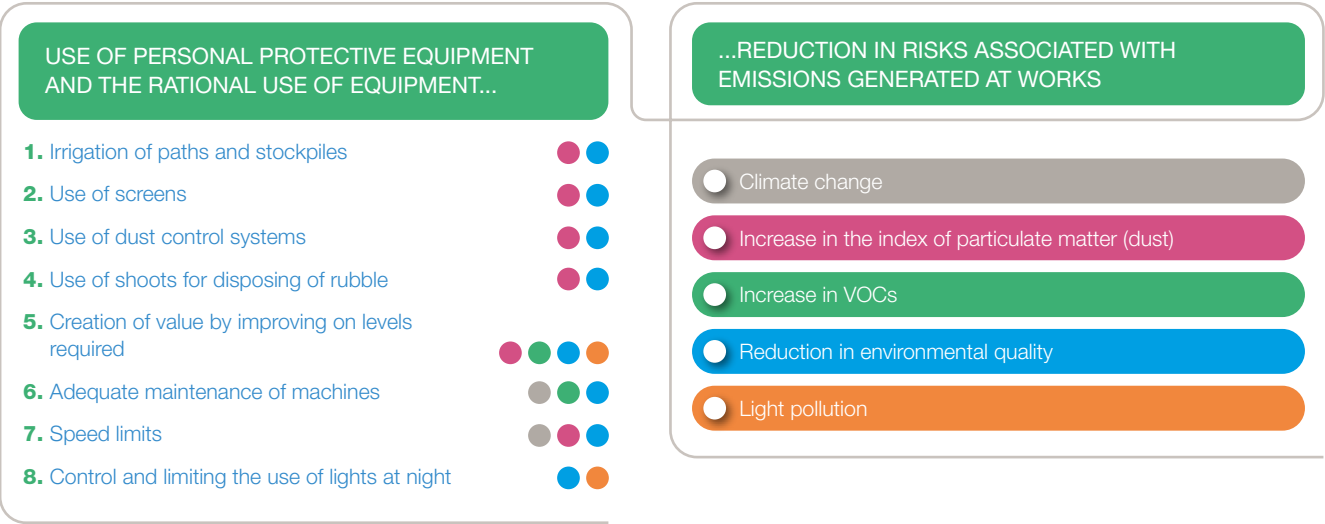 USE OF PERSONAL PROTECTIVE EQUIPMENT
AND THE RATIONAL USE OF EQUIPMENT...
1. Irrigation of paths and stockpiles
2. Use of screens
3. Use of dust control systems
4. Use of shoots for disposing of rubble
5. Creation of value by improving on levels
required
6. Adequate maintenance of machines
7. Speed limits
8. Control and limiting the use of lights at night
...REDUCTION IN RISKS ASSOCIATED WITH
EMISSIONS GENERATED AT WORKS
Climate change
Increase in the index of particulate matter (dust)
Increase in VOCs
Reduction in environmental quality
Light pollution